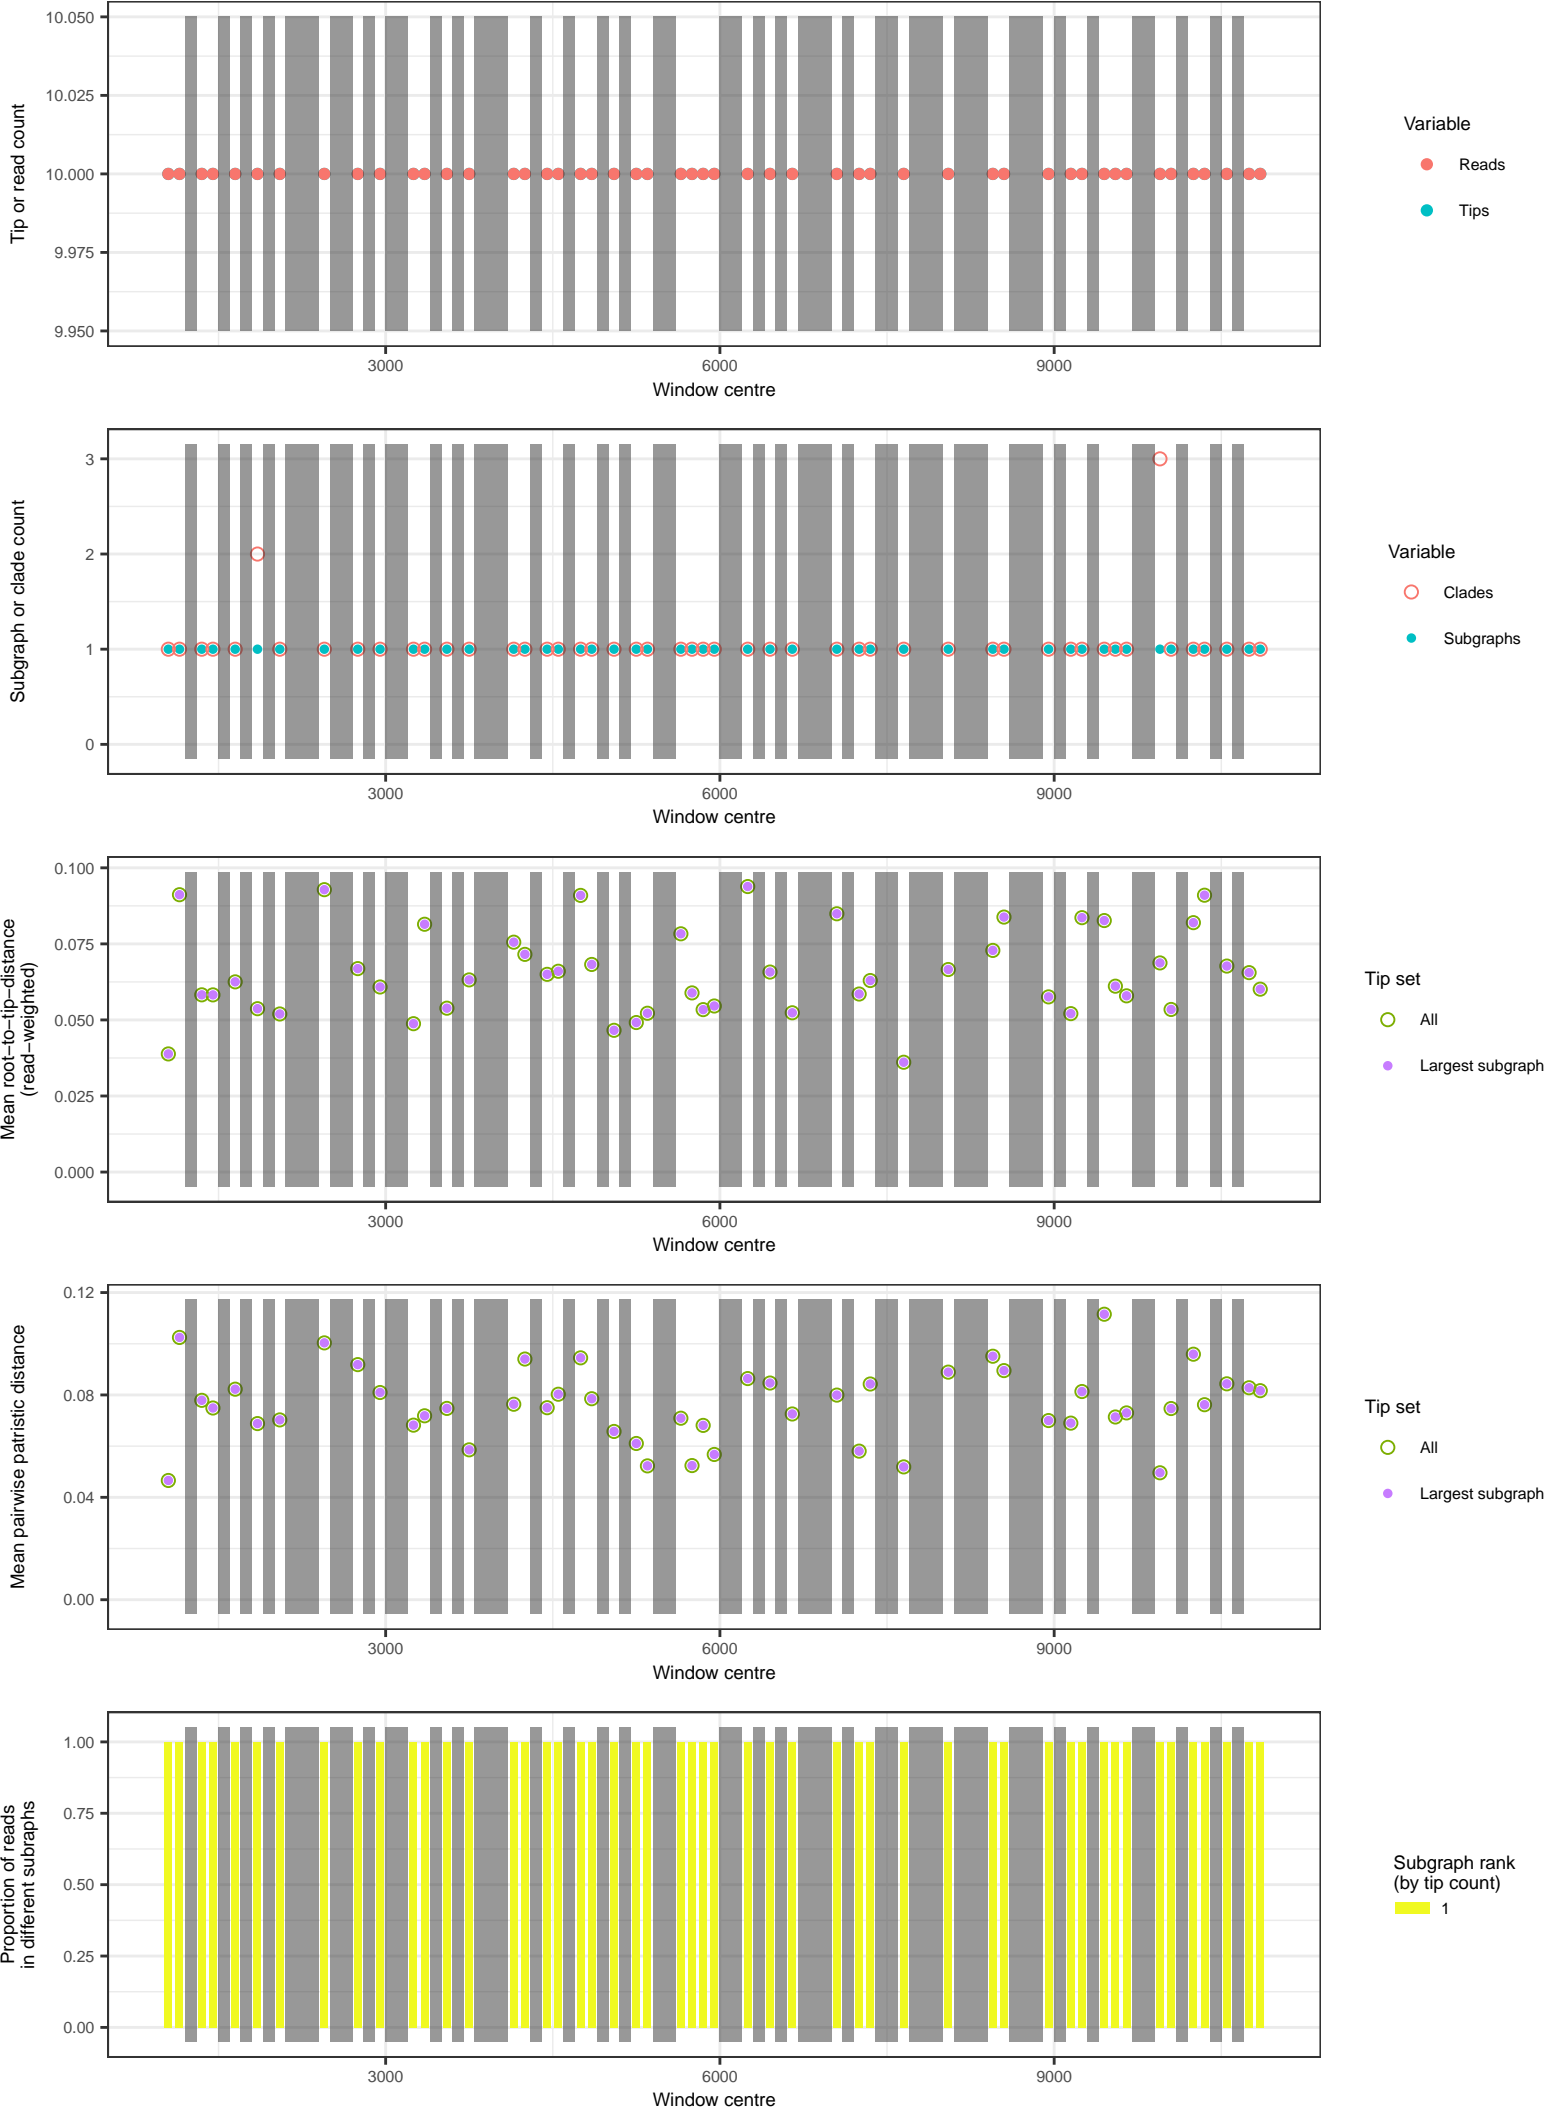 10.050
10.025
10.000
9.975
9.950
Tip or read count
3000
6000
9000
Window centre
Variable
Reads
Tips
3
2
1
0
Subgraph or clade count
3000
6000
9000
Window centre
Variable
Clades
Subgraphs
0.100
0.075
0.050
0.025
0.000
Mean root−to−tip−distance
(read−weighted)
3000
6000
9000
Window centre
Tip set
All
Largest subgraph
0.12
0.08
0.04
0.00
Mean pairwise patristic distance
3000
6000
9000
Window centre
Tip set
All
Largest subgraph
1.00
0.75
0.50
0.25
0.00
Proportion of reads
in different subraphs
3000
6000
9000
Window centre
Subgraph rank
(by tip count)
1